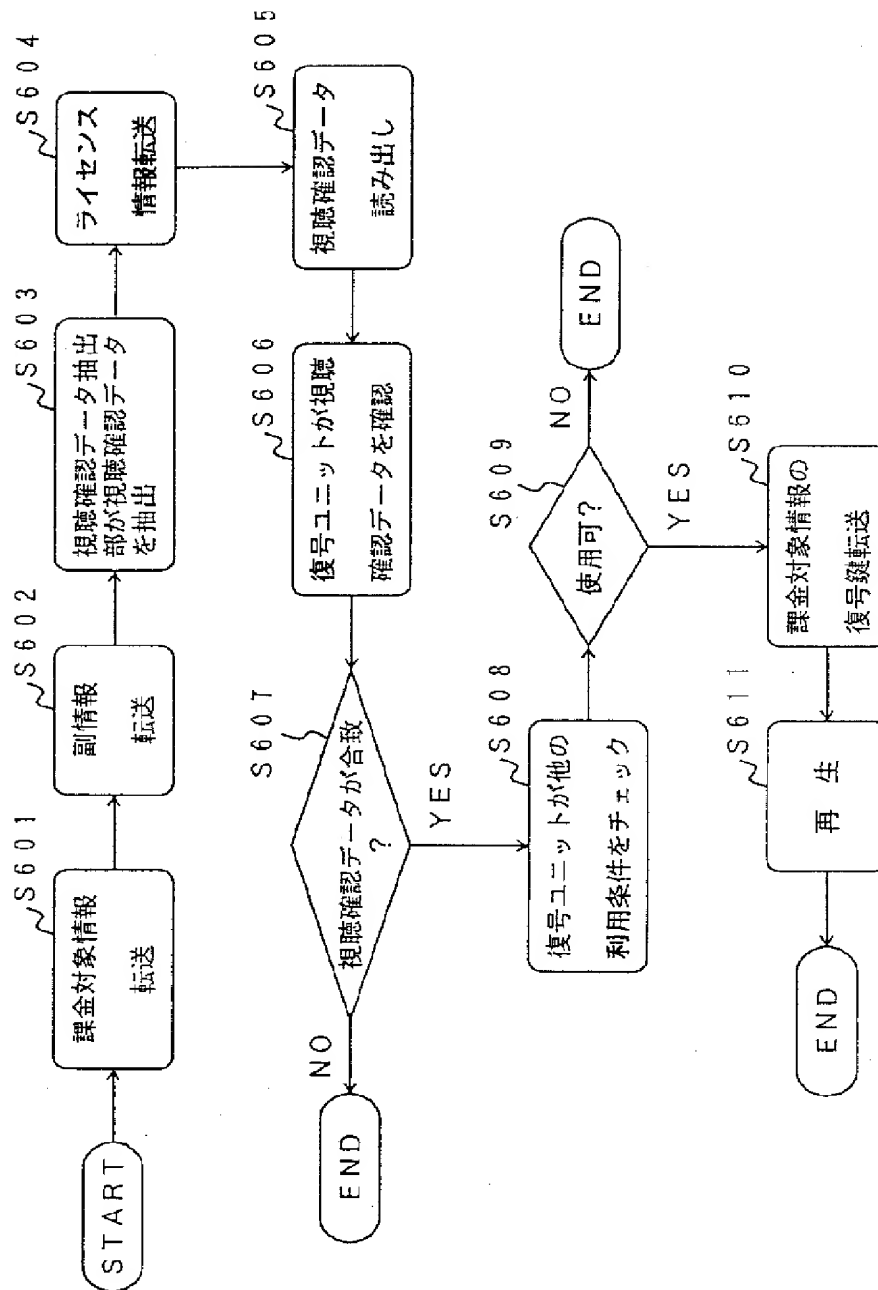 START
S601
課金対象情報
転送
S602
副情報
転送
S603
視聴確認データ抽出
部が視聴確認データ
を抽出
S604
ライセンス
情報転送
S605
視聴確認データ
読み出し
S606
復号ユニットが視聴
確認データを確認
S607
視聴確認データが合致
?
NO
END
YES
S608
復号ユニットが他の
利用条件をチェック
S609
使用可?
NO
END
YES
S610
課金対象情報の
復号鍵転送
S611
再生
END